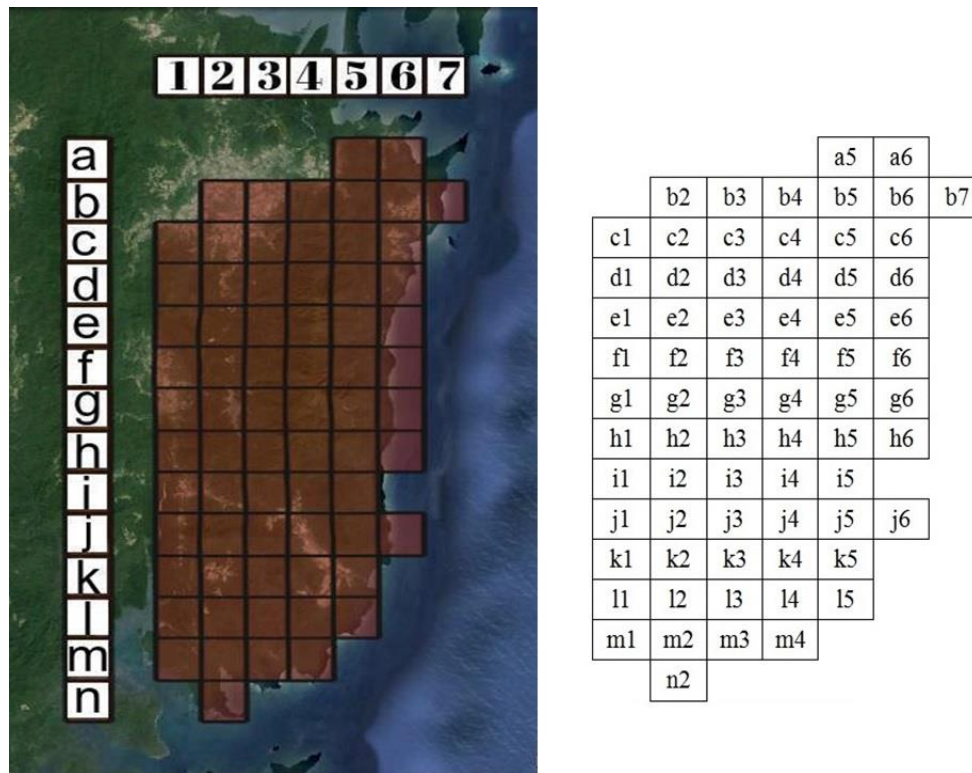 1 2 3 4 5 6 7
a
b
c
d
e
f
g
h
i
j
k
l
m
n
a5 a6
b2 b3 b4 b5 b6 b7
c1 c2 c3 c4 c5 c6
d1 d2 d3 d4 d5 d6
e1 e2 e3 e4 e5 e6
f1 f2 f3 f4 f5 f6
g1 g2 g3 g4 g5 g6
h1 h2 h3 h4 h5 h6
i1 i2 i3 i4 i5
j1 j2 j3 j4 j5 j6
k1 k2 k3 k4 k5
l1 l2 l3 l4 l5
m1 m2 m3 m4
n2